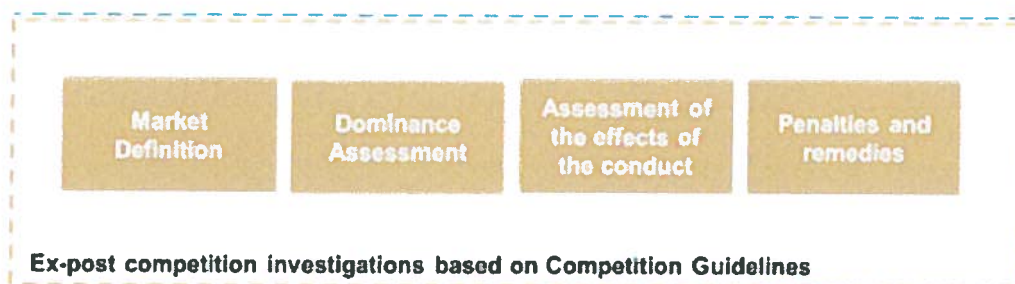 Market
Definition
Dominance
Assessment
Assessment of
the effects of
the conduct
Penalties and
remedies
Ex-post competition investigations based on Competition Guidelines